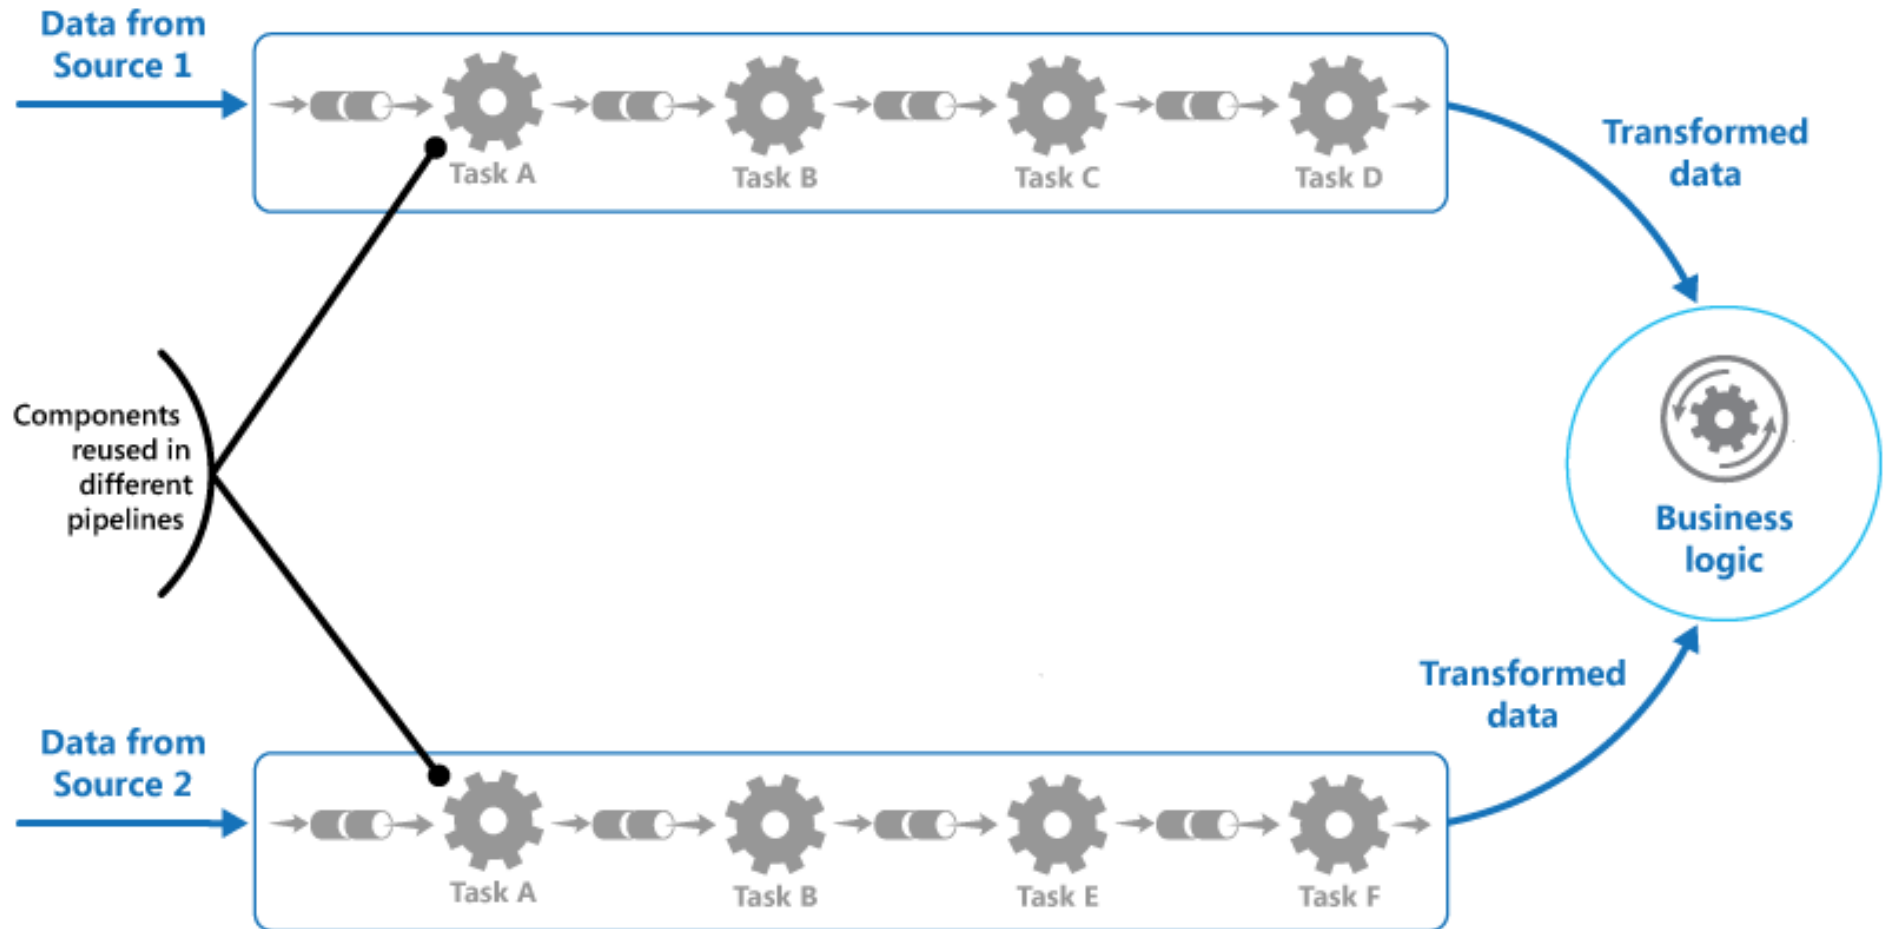 Data from
Source 1
Task A
Task B
Task C
Task D
Transformed
data
Components
reused in
different
pipelines
Business
logic
Transformed
data
Data from
Source 2
Task A
Task B
Task E
Task F